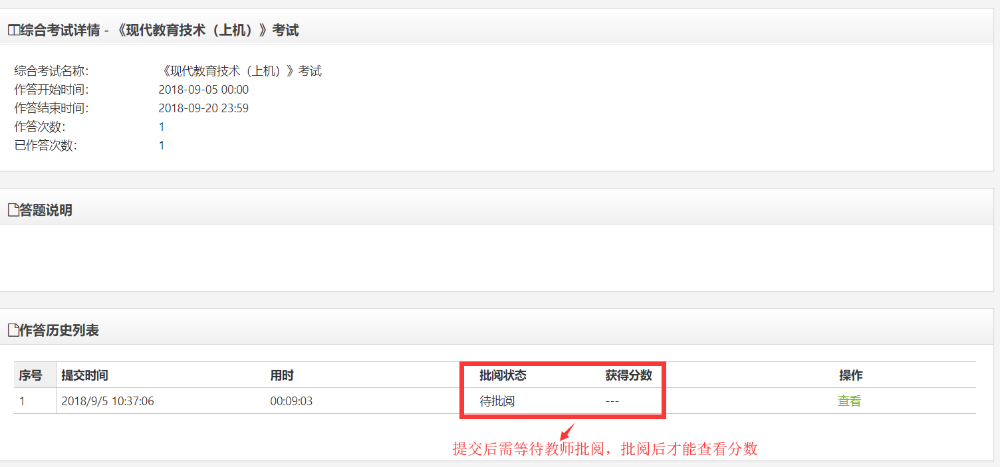 综合考试详情 - 《现代教育技术（上机）》考试
综合考试名称： 《现代教育技术（上机）》考试
作答开始时间： 2018-09-05 00:00
作答结束时间： 2018-09-20 23:59
作答次数： 1
已作答次数： 1
答题说明
作答历史列表
序号 提交时间 用时 批阅状态 获得分数 操作
1 2018/9/5 10:37:06 00:09:03 待批阅 --- 查看
提交后需等待教师批阅，批阅后才能查看分数